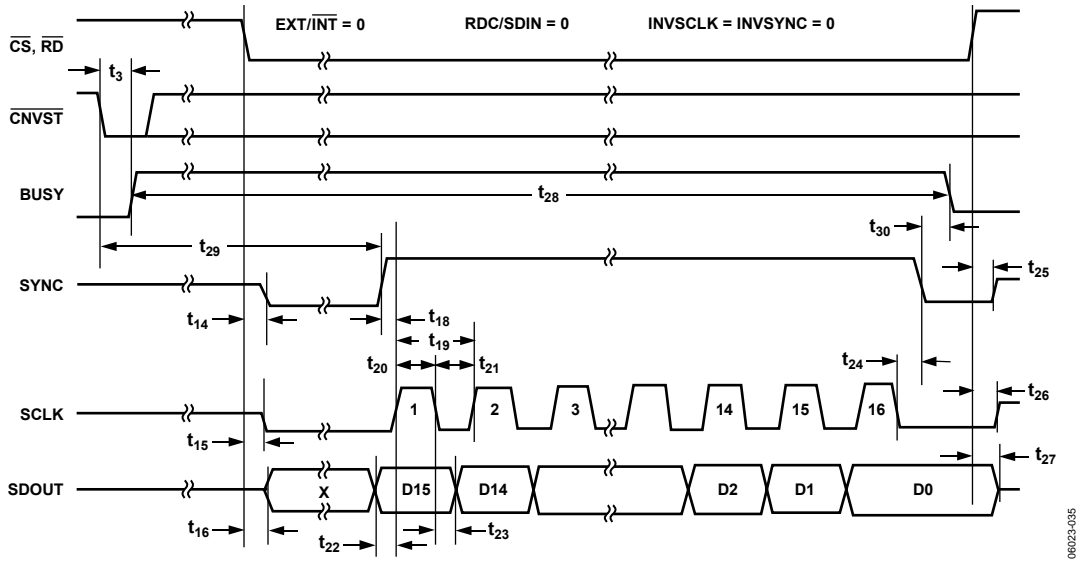 EXT/INT = 0 RDC/SDIN = 0 INVSCLK = INVSYNC = 0
CS, RD
t3
CNVST
BUSY
t28
t30
t29
t25
SYNC
t14
t18
t19
t20
t21
t24
t26
SCLK
1 2 3 14 15 16
t15
t27
SDOUT
X D15 D14 D2 D1 D0
t16
t22
t23
06023-035